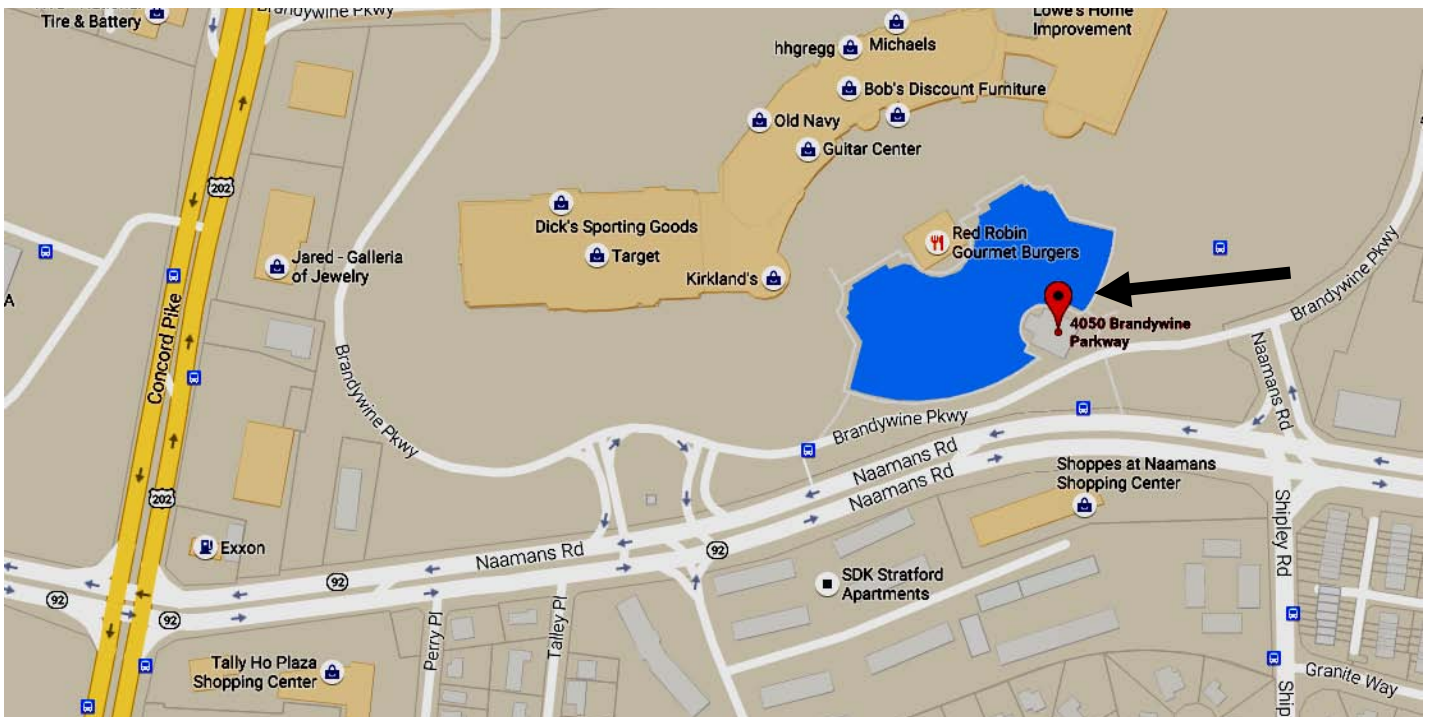 Brandywine Pkwy
Tire & Battery
Lowe's Home
Improvement
hhgregg
Michaels
Bob's Discount Furniture
Old Navy
Guitar Center
202
Dick's Sporting Goods
Target
Kirkland's
Red Robin
Gourmet Burgers
Jared - Galleria
of Jewelry
A
Concord Pike
4050 Brandywine
Parkway
Brandywine Pkwy
Naamans Rd
Brandywine Pkwy
Brandywine Pkwy
Naamans Rd
Naamans Rd
Shoppes at Naamans
Shopping Center
202
Shipley Rd
Exxon
Naamans Rd
92
92
92
92
SDK Stratford
Apartments
Perry Pl
Talley Pl
Tally Ho Plaza
Shopping Center
Granite Way
Ship